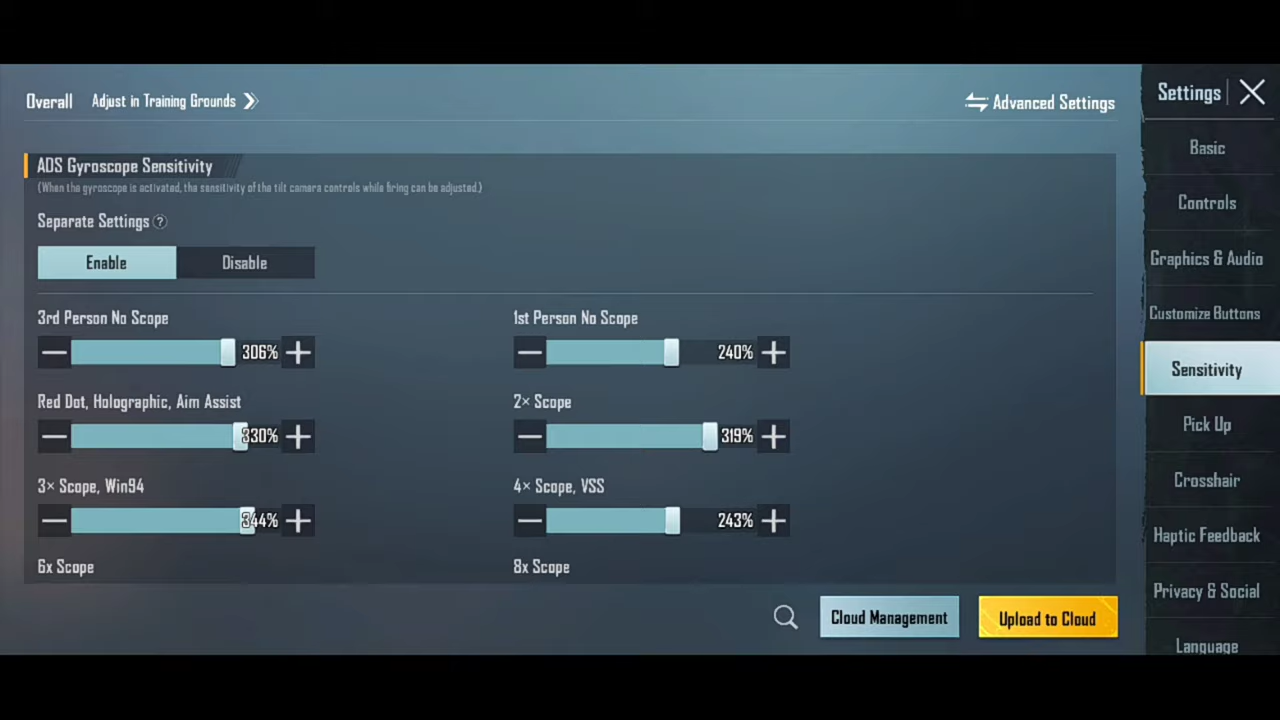 Overall Adjust in Training Grounds Advanced Settings
ADS Gyroscope Sensitivity
(When the gyroscope is activated, the sensitivity of the tilt camera controls while firing can be adjusted.)
Separate Settings ?
Enable Disable
3rd Person No Scope 1st Person No Scope
306% 240%
Red Dot, Holographic, Aim Assist 2× Scope
330% 319%
3× Scope, Win94 4× Scope, VSS
344% 243%
6x Scope 8x Scope
Cloud Management Upload to Cloud
Settings
Basic
Controls
Graphics & Audio
Customize Buttons
Sensitivity
Pick Up
Crosshair
Haptic Feedback
Privacy & Social
Language